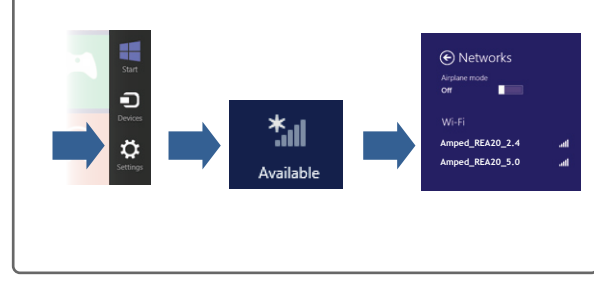 Start
Devices
Settings
Available
Networks
Airplane mode
Off
Wi-Fi
Amped_REA20_2.4
Amped_REA20_5.0